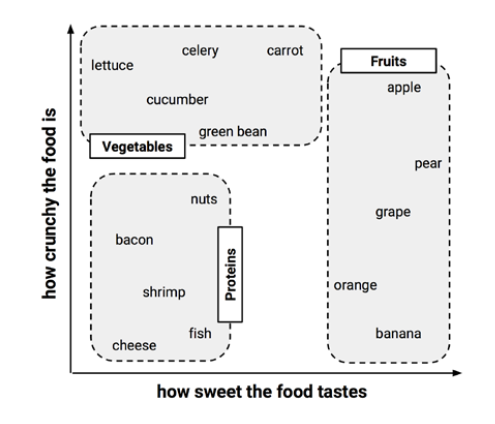 celery
carrot
lettuce
cucumber
green bean
Vegetables
Fruits
apple
pear
grape
orange
banana
nuts
bacon
shrimp
fish
cheese
Proteins
how crunchy the food is
how sweet the food tastes